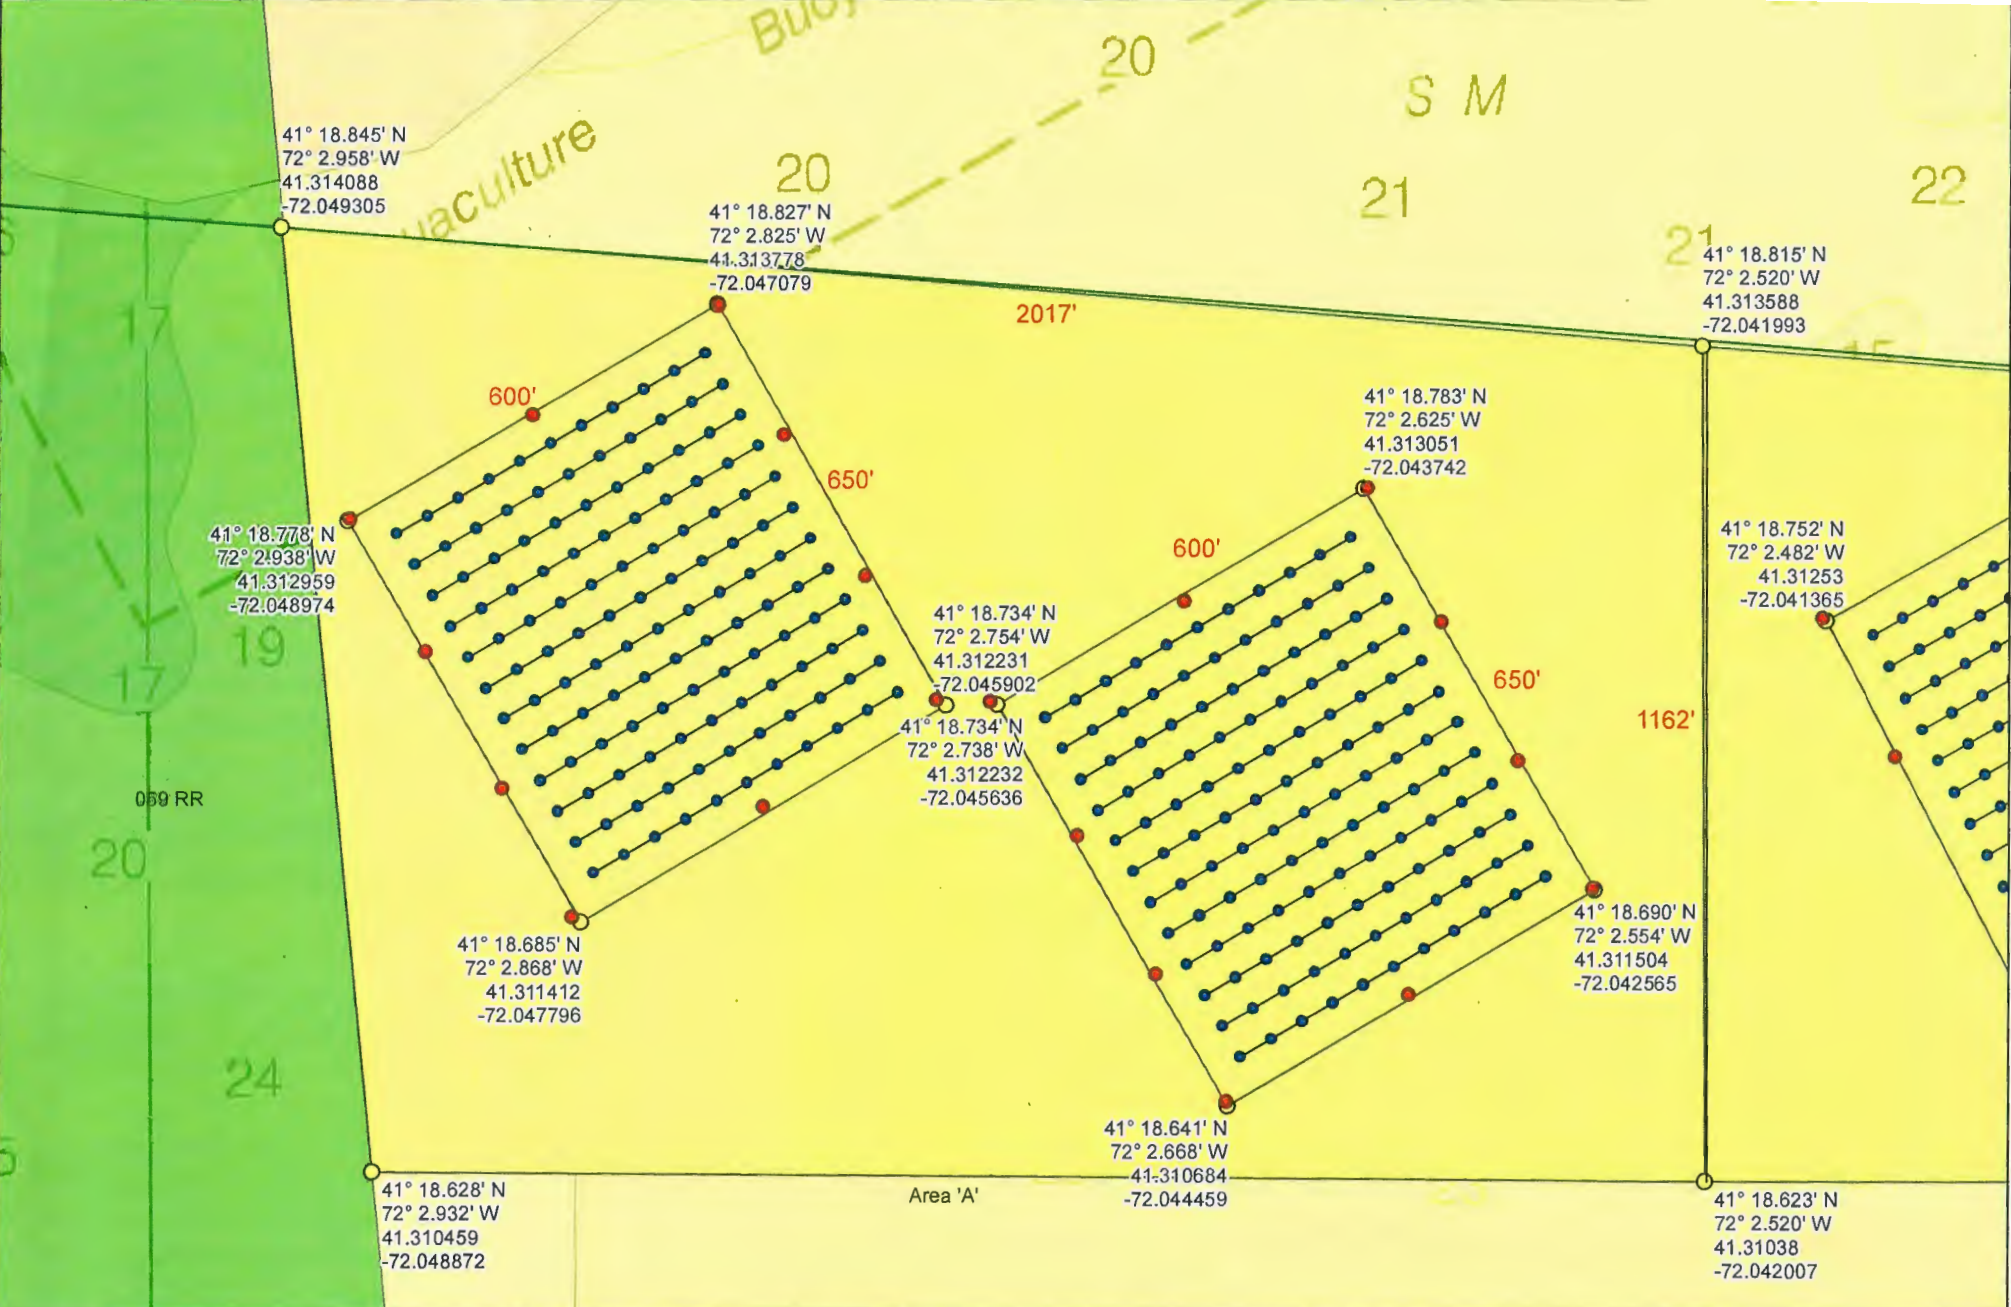 Buoy
20
S M
41° 18.845' N
72° 2.958' W
41.314088
-72.049305
uaculture
20
21
22
41° 18.827' N
72° 2.825' W
41.313778
-72.047079
21
41° 18.815' N
72° 2.520' W
41.313588
-72.041993
2017'
17
15
600'
650'
41° 18.783' N
72° 2.625' W
41.313051
-72.043742
41° 18.778' N
72° 2.938' W
41.312959
-72.048974
600'
41° 18.752' N
72° 2.482' W
41.31253
-72.041365
19
41° 18.734' N
72° 2.754' W
41.312231
-72.045902
17
650'
1162'
41° 18.734' N
72° 2.738' W
41.312232
-72.045636
069 RR
20
41° 18.690' N
72° 2.554' W
41.311504
-72.042565
41° 18.685' N
72° 2.868' W
41.311412
-72.047796
24
41° 18.641' N
72° 2.668' W
41.310684
-72.044459
41° 18.628' N
72° 2.932' W
41.310459
-72.048872
Area 'A'
41° 18.623' N
72° 2.520' W
41.31038
-72.042007